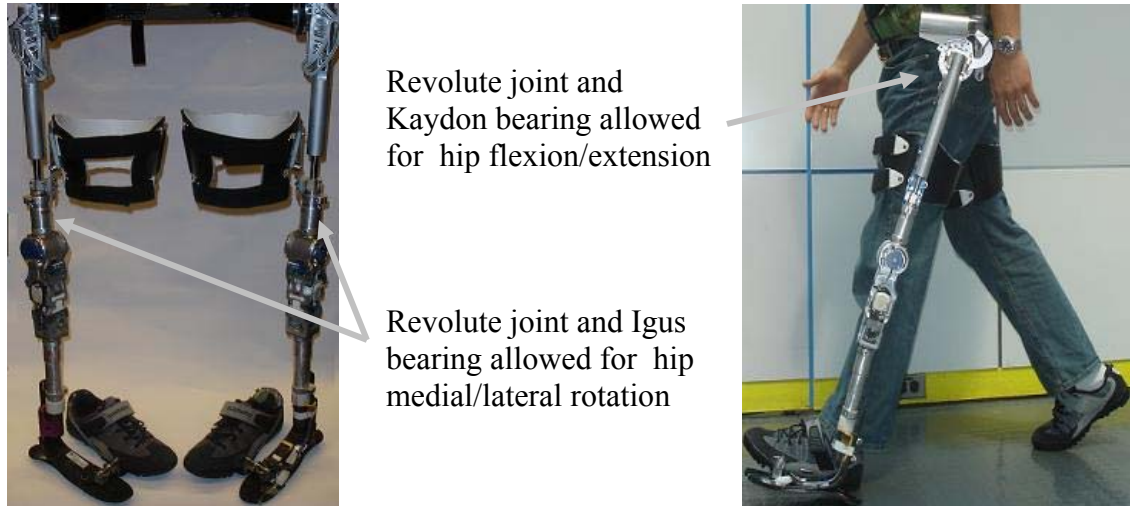 Revolute joint and
Kaydon bearing allowed
for hip flexion/extension
Revolute joint and Igus
bearing allowed for hip
medial/lateral rotation